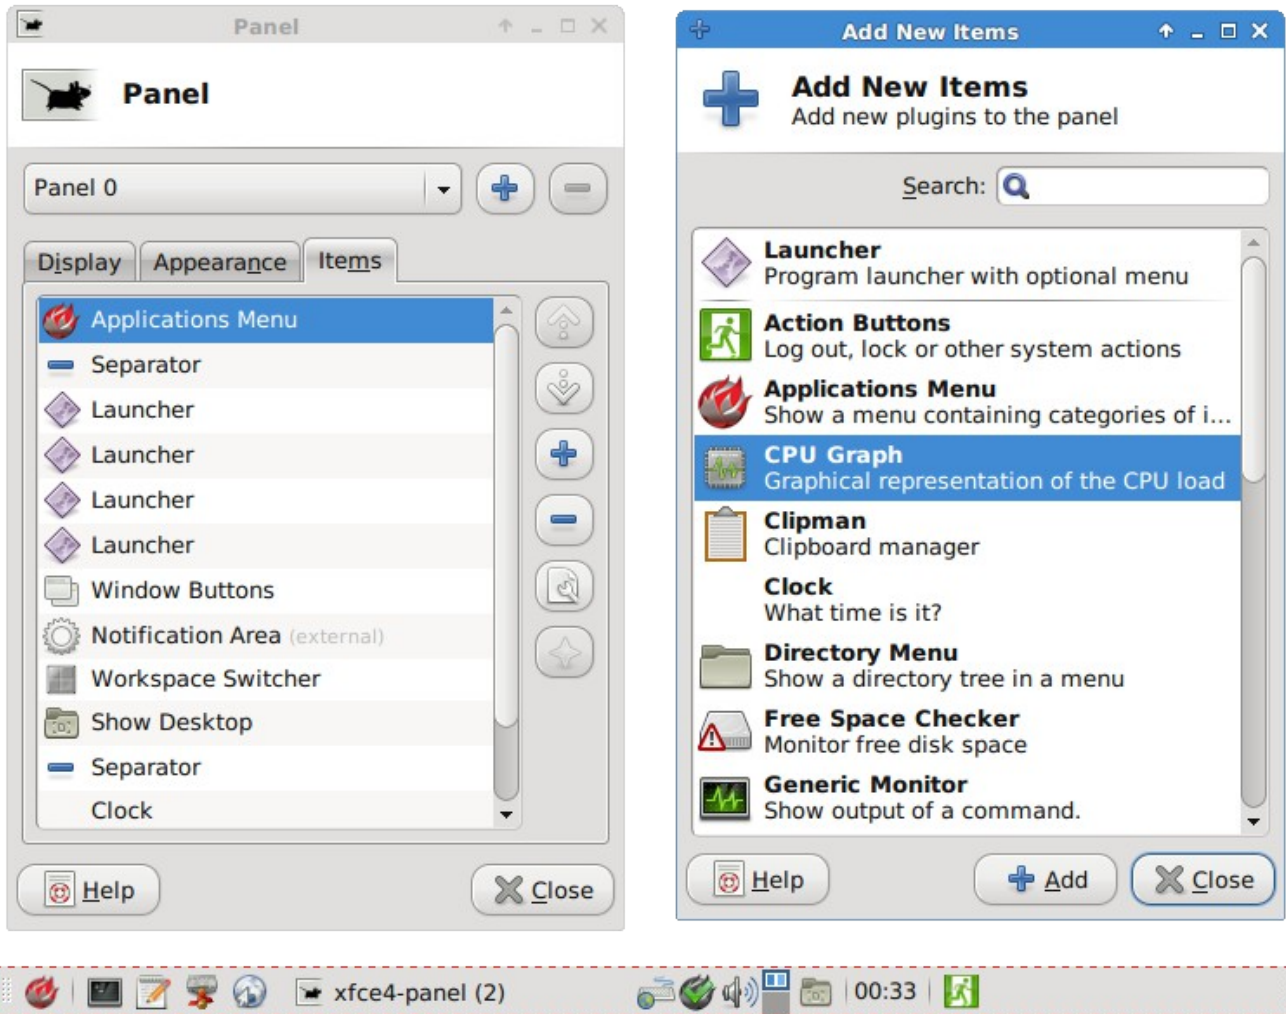 Panel
Panel
Panel 0
Display Appearance Items
Applications Menu
Separator
Launcher
Launcher
Launcher
Launcher
Window Buttons
Notification Area (external)
Workspace Switcher
Show Desktop
Separator
Clock
Help Close
Add New Items
Add New Items
Add new plugins to the panel
Search:
Launcher
Program launcher with optional menu
Action Buttons
Log out, lock or other system actions
Applications Menu
Show a menu containing categories of i...
CPU Graph
Graphical representation of the CPU load
Clipman
Clipboard manager
Clock
What time is it?
Directory Menu
Show a directory tree in a menu
Free Space Checker
Monitor free disk space
Generic Monitor
Show output of a command.
Help Add Close
xfce4-panel (2) 00:33